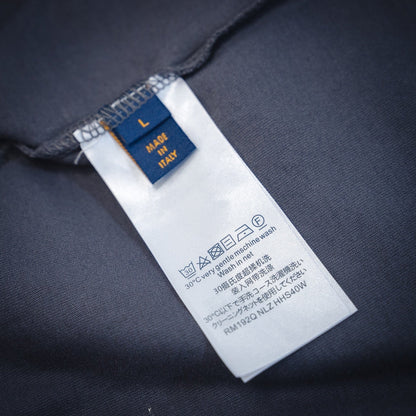 L
MADE IN
ITALY
30°C very gentle machine wash
Wash in net
30摄氏度超柔机洗
装入网带洗涤
30℃以下で手洗コース洗濯機洗い
クリーニングネットを使用してください
RM192Q NLZ HHS40W